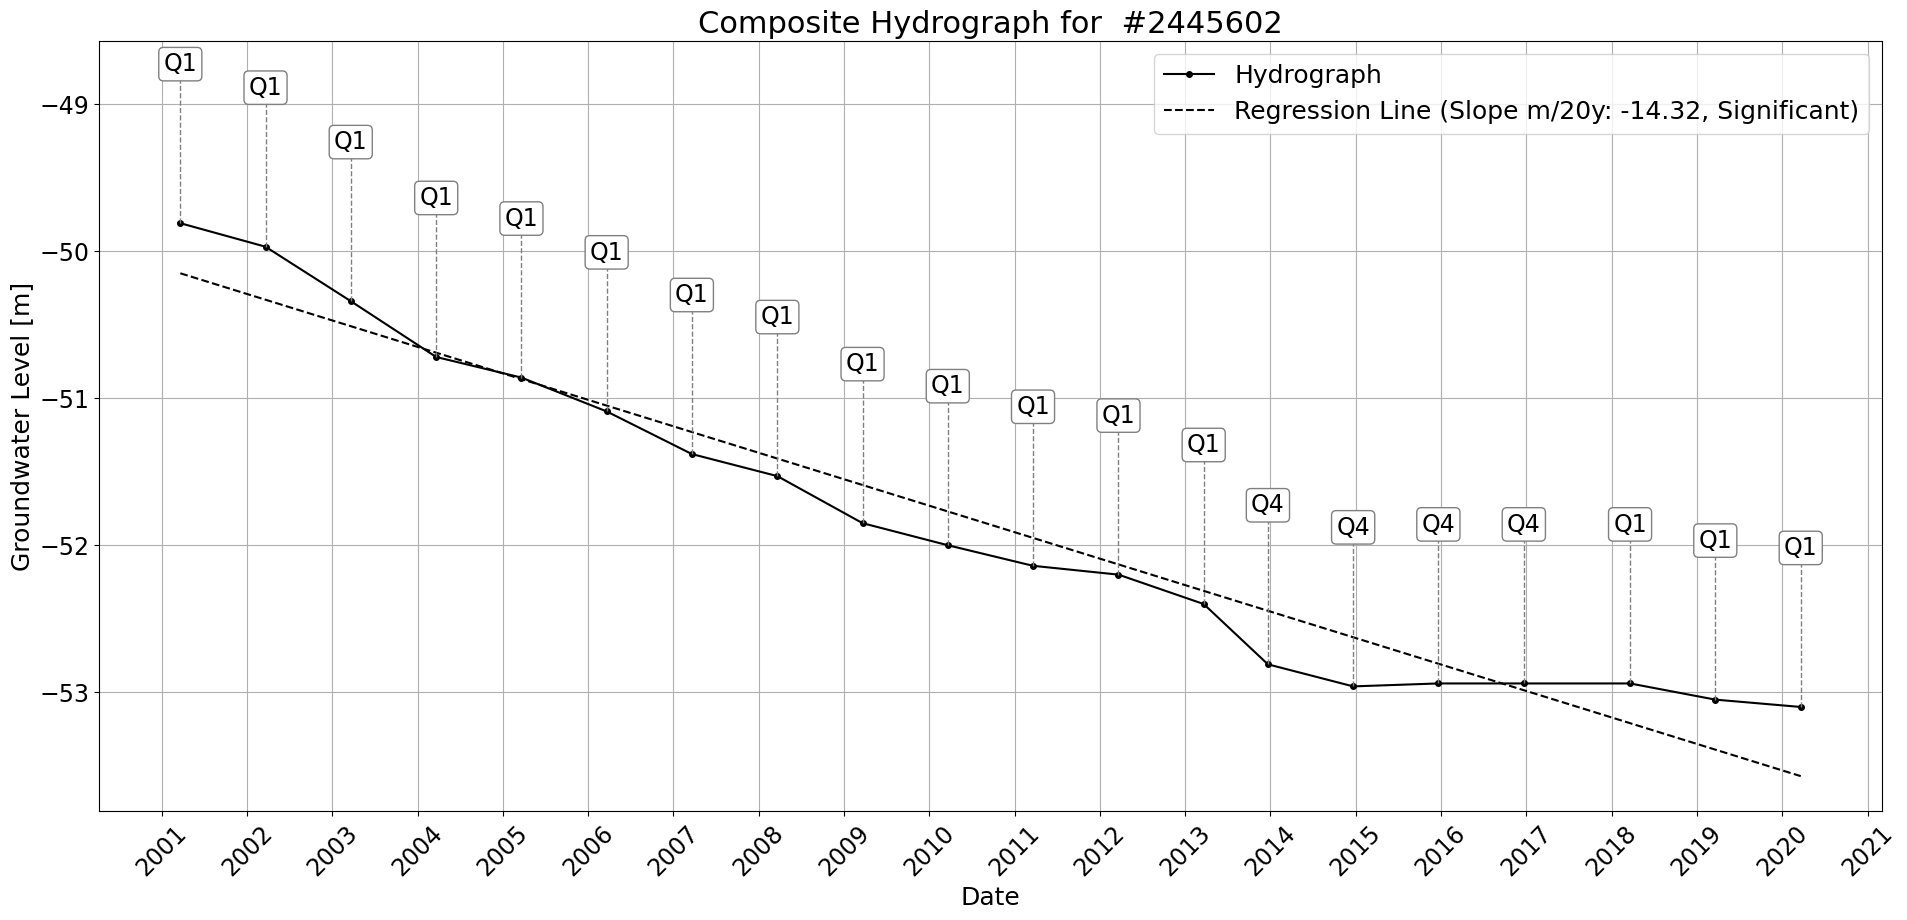 Composite Hydrograph for  #2445602
Hydrograph
Regression Line (Slope m/20y: -14.32, Significant)
Q1
Q1
Q1
Q1
Q1
Q1
Q1
Q1
Q1
Q1
Q1
Q1
Q1
Q4
Q4
Q4
Q4
Q1
Q1
Q1
Groundwater Level [m]
−49
−50
−51
−52
−53
2001
2002
2003
2004
2005
2006
2007
2008
2009
2010
2011
2012
2013
2014
2015
2016
2017
2018
2019
2020
2021
Date